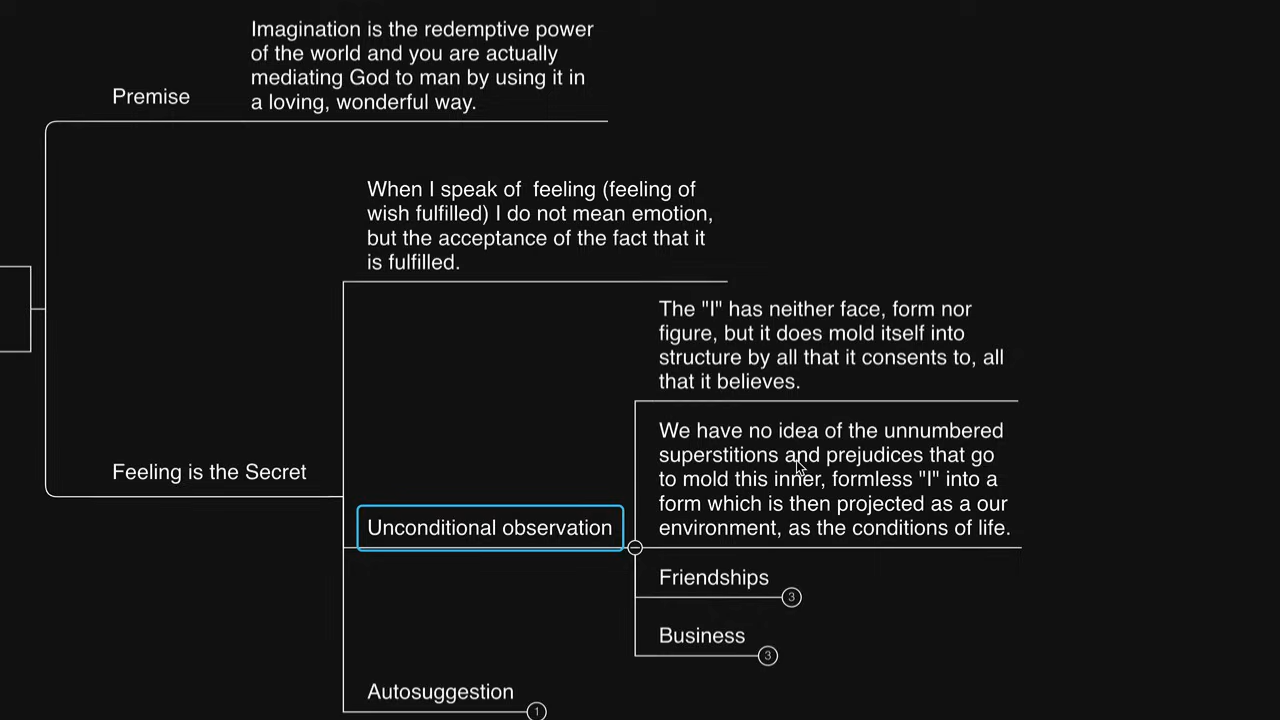 Imagination is the redemptive power
of the world and you are actually
mediating God to man by using it in
a loving, wonderful way.
Premise
When I speak of  feeling (feeling of
wish fulfilled) I do not mean emotion,
but the acceptance of the fact that it
is fulfilled.
The "I" has neither face, form nor
figure, but it does mold itself into
structure by all that it consents to, all
that it believes.
We have no idea of the unnumbered
superstitions and prejudices that go
to mold this inner, formless "I" into a
form which is then projected as a our
environment, as the conditions of life.
Feeling is the Secret
Unconditional observation
Friendships
3
Business
3
Autosuggestion
1